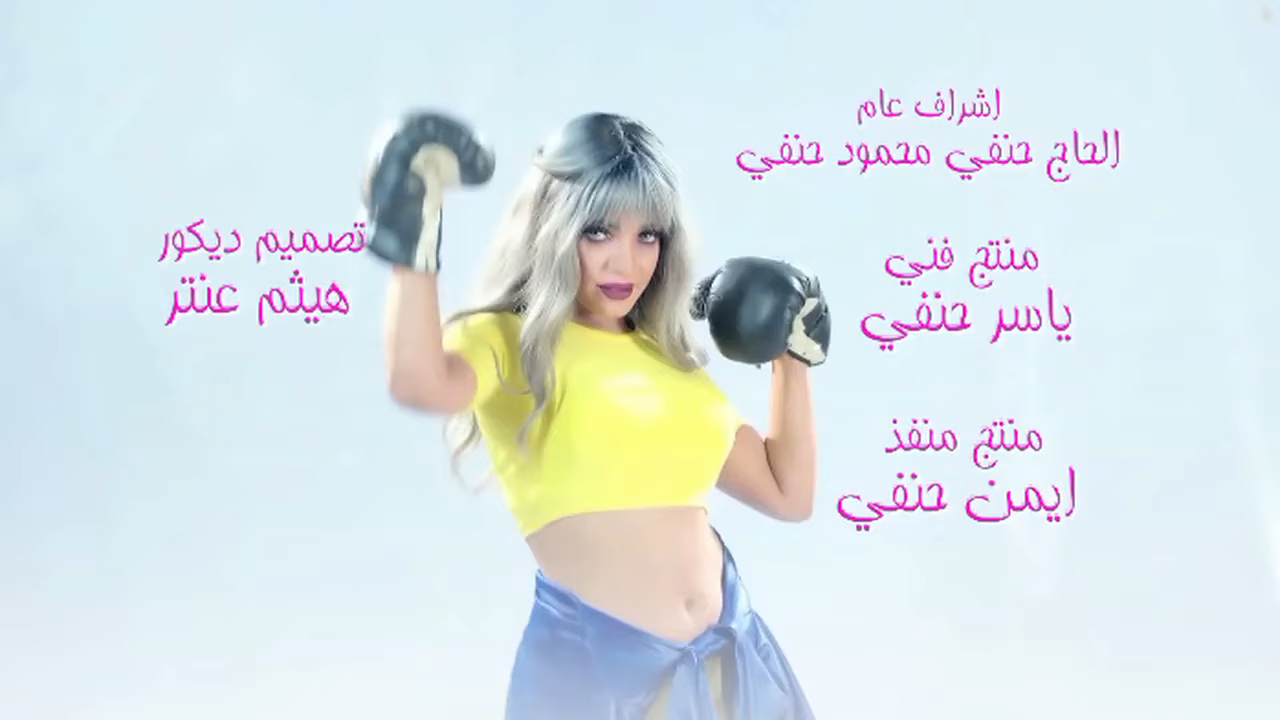 اشراف عام
الحاج حنفي محمود حنفي
منتج فني
ياسر حنفي
منتج منفذ
ايمن حنفي
تصميم ديكور
هيثم عنتر